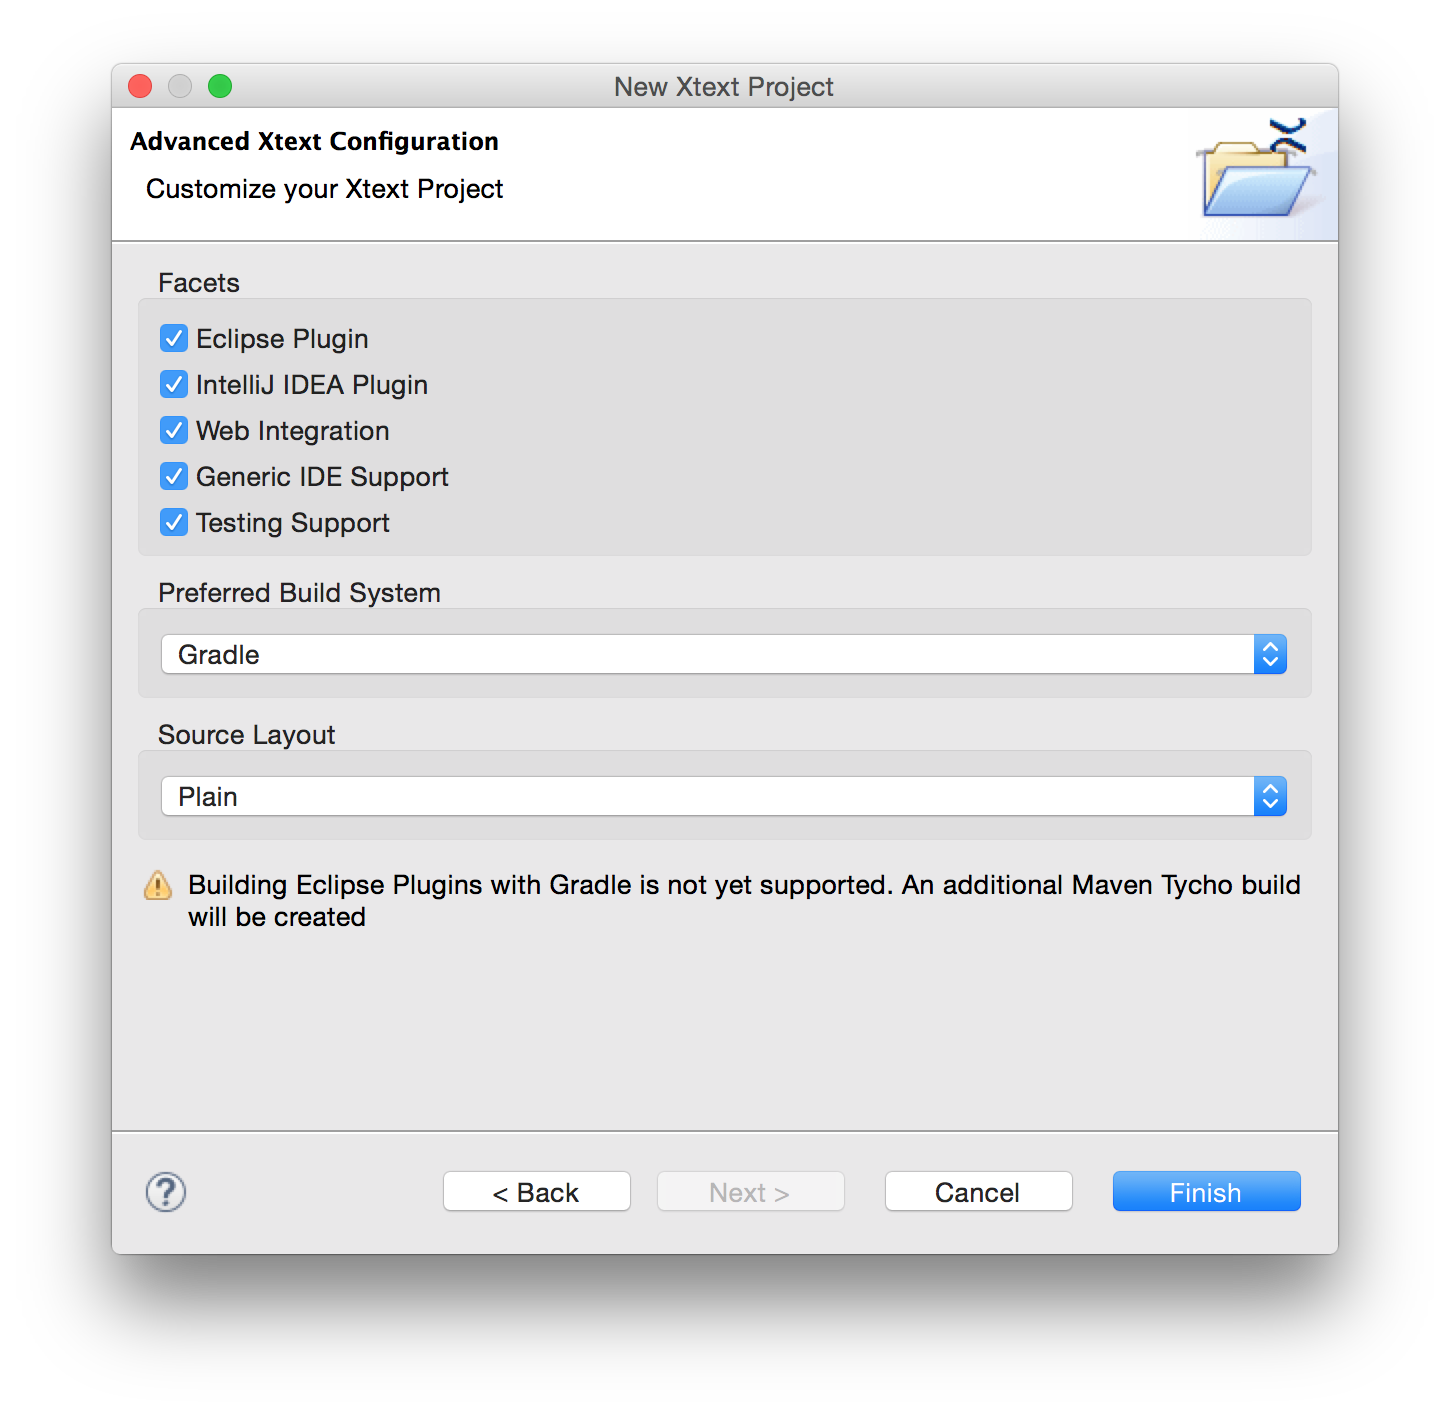 New Xtext Project
Advanced Xtext Configuration
Customize your Xtext Project
Facets
Eclipse Plugin
IntelliJ IDEA Plugin
Web Integration
Generic IDE Support
Testing Support
Preferred Build System
Gradle
Source Layout
Plain
Building Eclipse Plugins with Gradle is not yet supported. An additional Maven Tycho build
will be created
?
< Back
Next >
Cancel
Finish